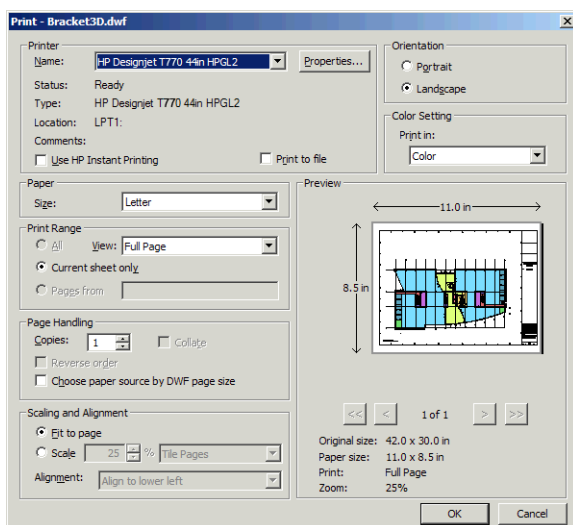 Print - Bracket3D.dwf
Printer
Name: HP Designjet T770 44in HPGL2 Properties...
Status: Ready
Type: HP Designjet T770 44in HPGL2
Location: LPT1:
Comments:
Use HP Instant Printing Print to file
Orientation
Portrait
Landscape
Color Setting
Print in:
Color
Paper
Size: Letter
Print Range
All View: Full Page
Current sheet only
Pages from
Page Handling
Copies: 1 Collate
Reverse order
Choose paper source by DWF page size
Scaling and Alignment
Fit to page
Scale 25 % Tile Pages
Alignment: Align to lower left
Preview
11.0 in
8.5 in
<< < 1 of 1 > >>
Original size: 42.0 x 30.0 in
Paper size: 11.0 x 8.5 in
Print: Full Page
Zoom: 25%
OK Cancel